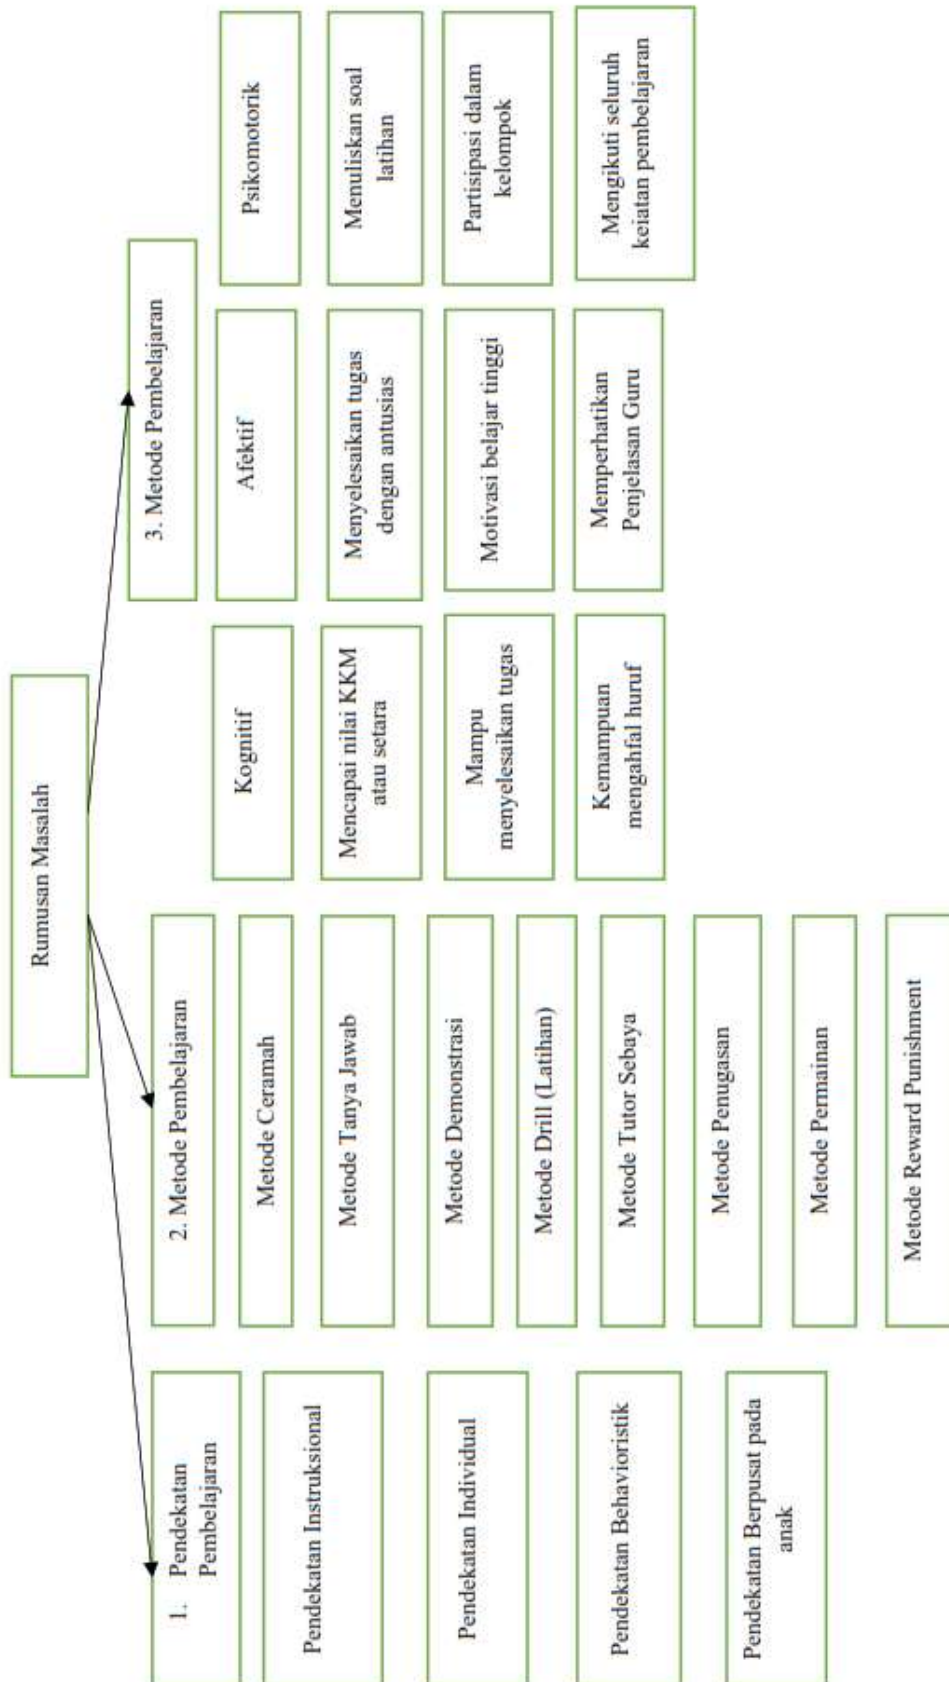 Rumusan Masalah
1. Pendekatan
Pembelajaran
Pendekatan Instruksional
Pendekatan Individual
Pendekatan Behavioristik
Pendekatan Berpusat pada
anak
2. Metode Pembelajaran
Metode Ceramah
Metode Tanya Jawab
Metode Demonstrasi
Metode Drill (Latihan)
Metode Tutor Sebaya
Metode Penugasan
Metode Permainan
Metode Reward Punishment
3. Metode Pembelajaran
Kognitif
Mencapai nilai KKM
atau setara
Mampu
menyelesaikan tugas
Kemampuan
mengahfal huruf
Afektif
Menyelesaikan tugas
dengan antusias
Motivasi belajar tinggi
Memperhatikan
Penjelasan Guru
Psikomotorik
Menuliskan soal
latihan
Partisipasi dalam
kelompok
Mengikuti seluruh
keiatan pembelajaran